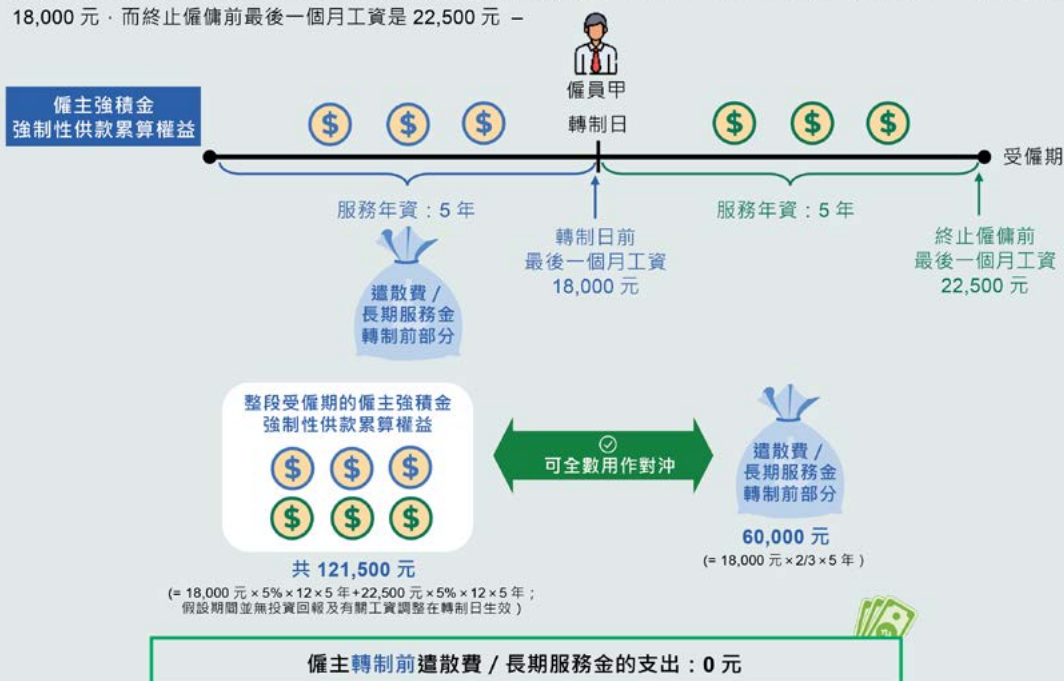 18,000 元，而終止僱傭前最後一個月工資是 22,500 元 –
僱員甲
僱主強積金
強制性供款累算權益
轉制日
$ $ $
$ $ $
受僱期
服務年資：5 年
服務年資：5 年
轉制日前
最後一個月工資
18,000 元
終止僱傭前
最後一個月工資
22,500 元
遣散費 /
長期服務金
轉制前部分
整段受僱期的僱主強積金
強制性供款累算權益
$ $ $
$ $ $
可全數用作對沖
遣散費 /
長期服務金
轉制前部分
共 121,500 元
60,000 元
(= 18,000 元 × 5% × 12 × 5 年+22,500 元 × 5% × 12 × 5 年；
假設期間並無投資回報及有關工資調整在轉制日生效 )
(= 18,000 元 × 2/3 × 5 年 )
僱主轉制前遣散費 / 長期服務金的支出：0 元